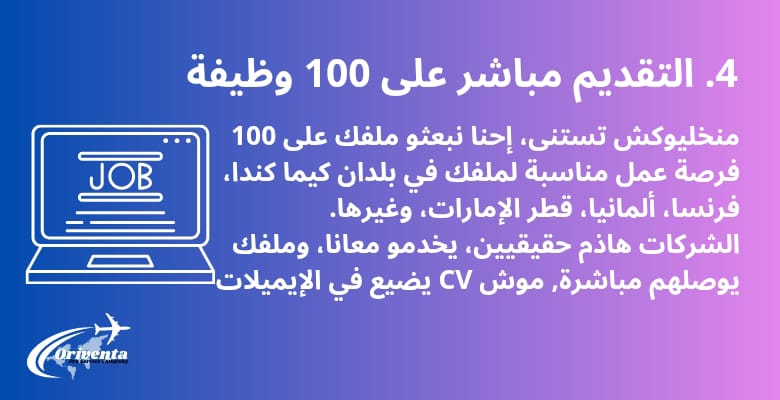 4. التقديم مباشر على 100 وظيفة
منخليوكش تستنى، إحنا نبعثو ملفك على 100
فرصة عمل مناسبة لملفك في بلدان كيما كندا،
فرنسا، ألمانيا، قطر الإمارات، وغيرها.
الشركات هاذم حقيقيين، يخدمو معانا، وملفك
يوصلهم مباشرة, موش CV يضيع في الإيميلات
JOB
Oriventa